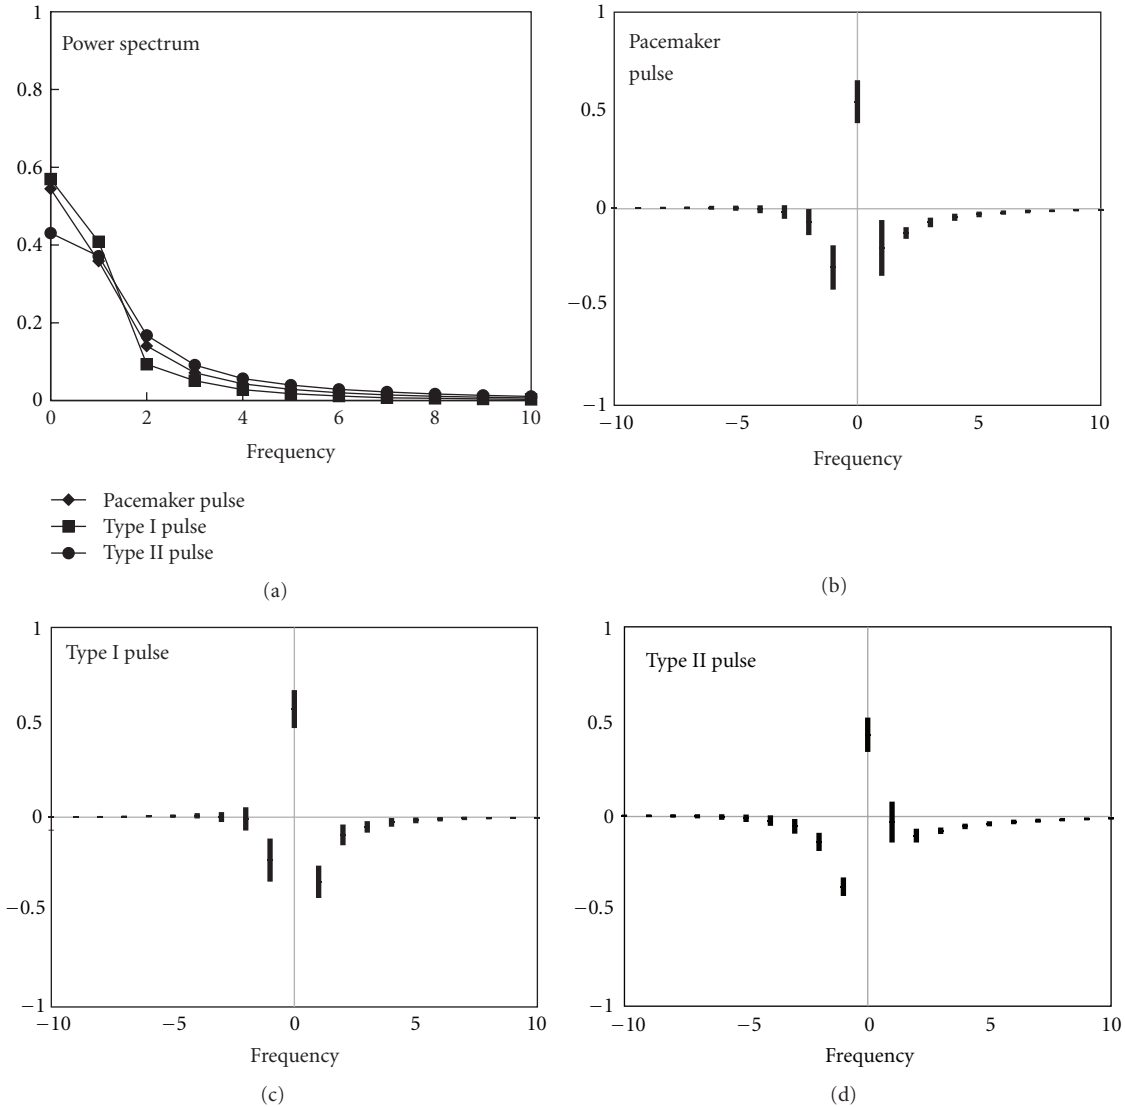 1
Power spectrum
0.8
0.6
0.4
0.2
0
0 2 4 6 8 10
Frequency
Pacemaker pulse
Type I pulse
Type II pulse
(a)
1
Pacemaker
pulse
0.5
0
−0.5
−1
−10 −5 0 5 10
Frequency
(b)
1
Type I pulse
0.5
0
−0.5
−1
−10 −5 0 5 10
Frequency
(c)
1
Type II pulse
0.5
0
−0.5
−1
−10 −5 0 5 10
Frequency
(d)